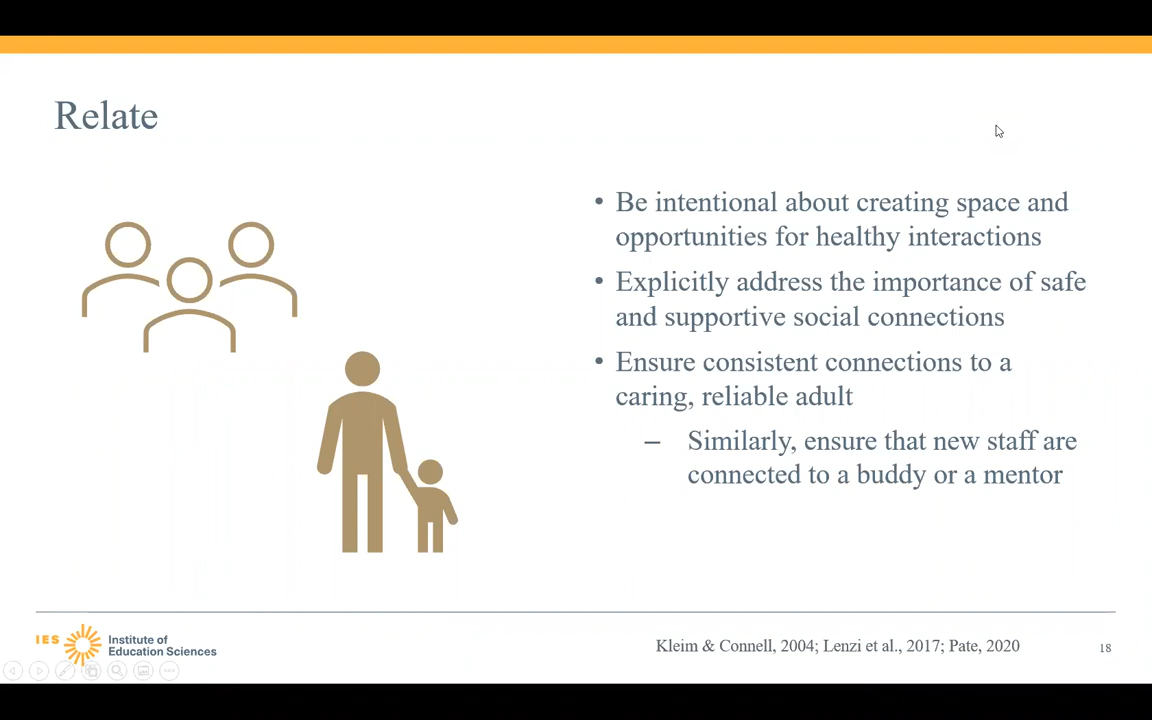 Relate
• Be intentional about creating space and
opportunities for healthy interactions
• Explicitly address the importance of safe
and supportive social connections
• Ensure consistent connections to a
caring, reliable adult
– Similarly, ensure that new staff are
connected to a buddy or a mentor
IES
Institute of
Education Sciences
Kleim & Connell, 2004; Lenzi et al., 2017; Pate, 2020
18